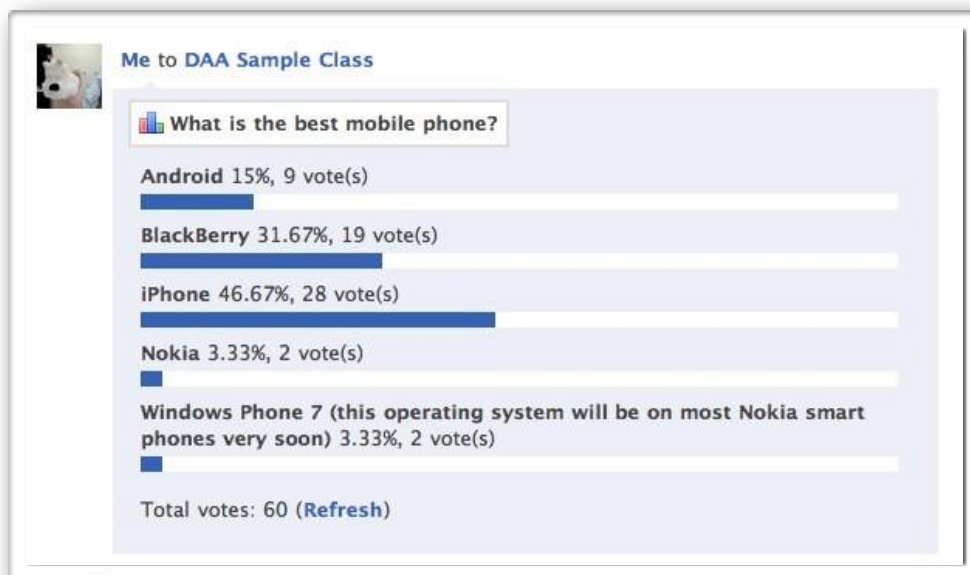 Me to DAA Sample Class
What is the best mobile phone?
Android 15%, 9 vote(s)
BlackBerry 31.67%, 19 vote(s)
iPhone 46.67%, 28 vote(s)
Nokia 3.33%, 2 vote(s)
Windows Phone 7 (this operating system will be on most Nokia smart
phones very soon) 3.33%, 2 vote(s)
Total votes: 60 (Refresh)